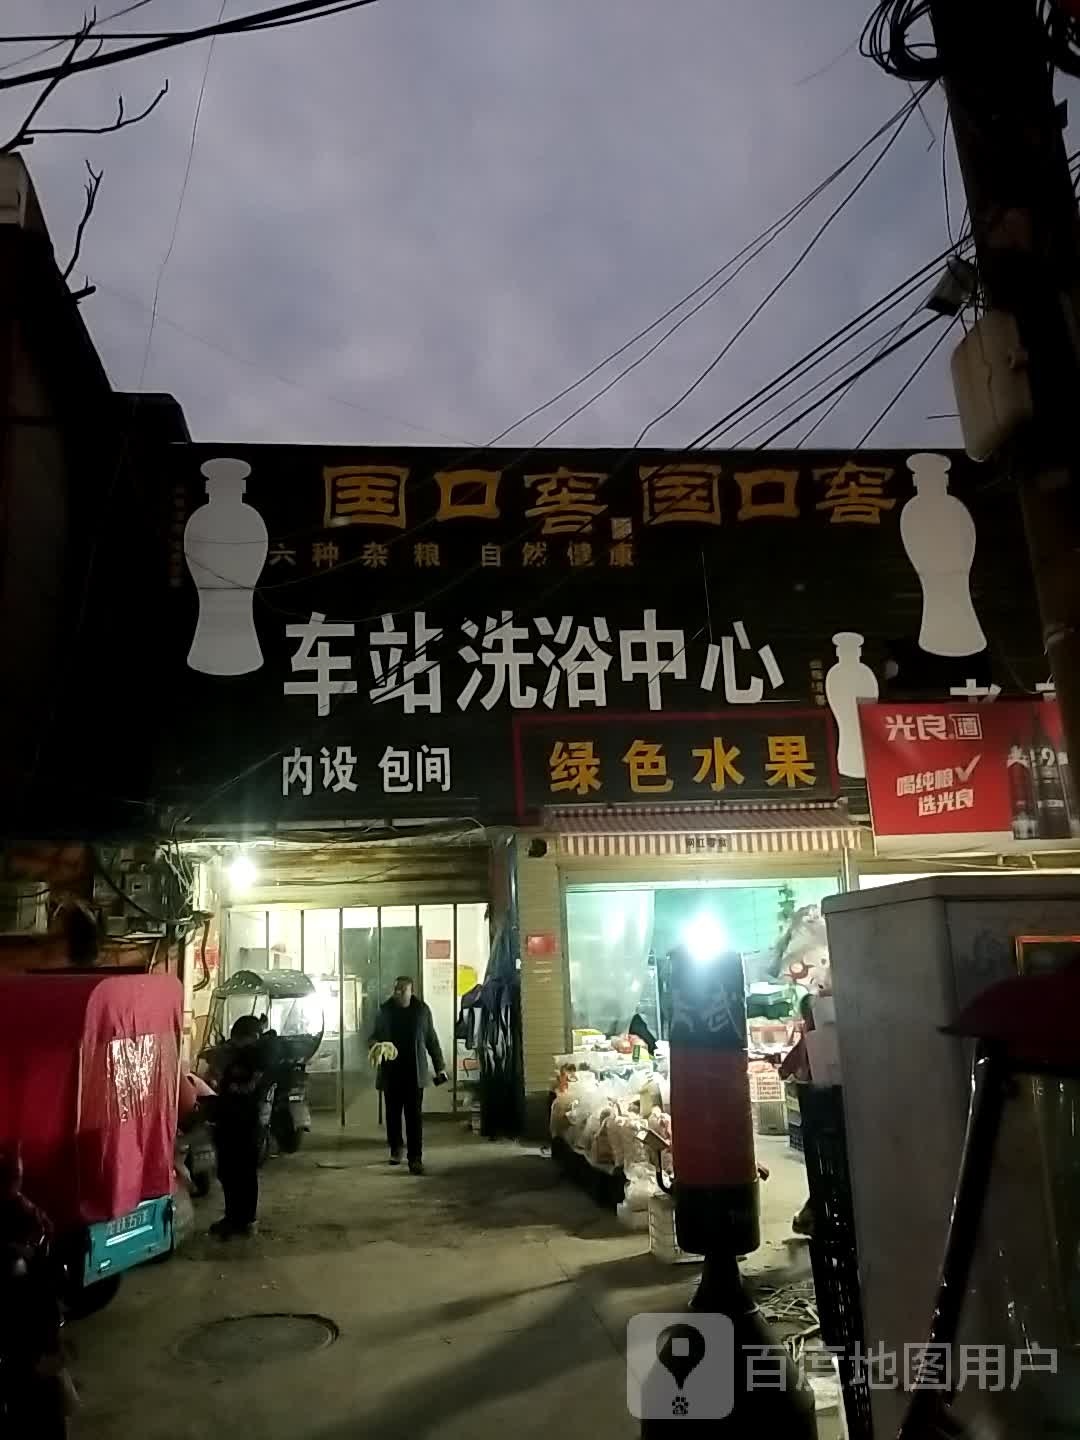 国口窖 国口窖
六种杂粮 自然健康
车站洗浴中心
内设 包间
绿色水果
光良酒
喝纯粮
选光良
百度地图用户